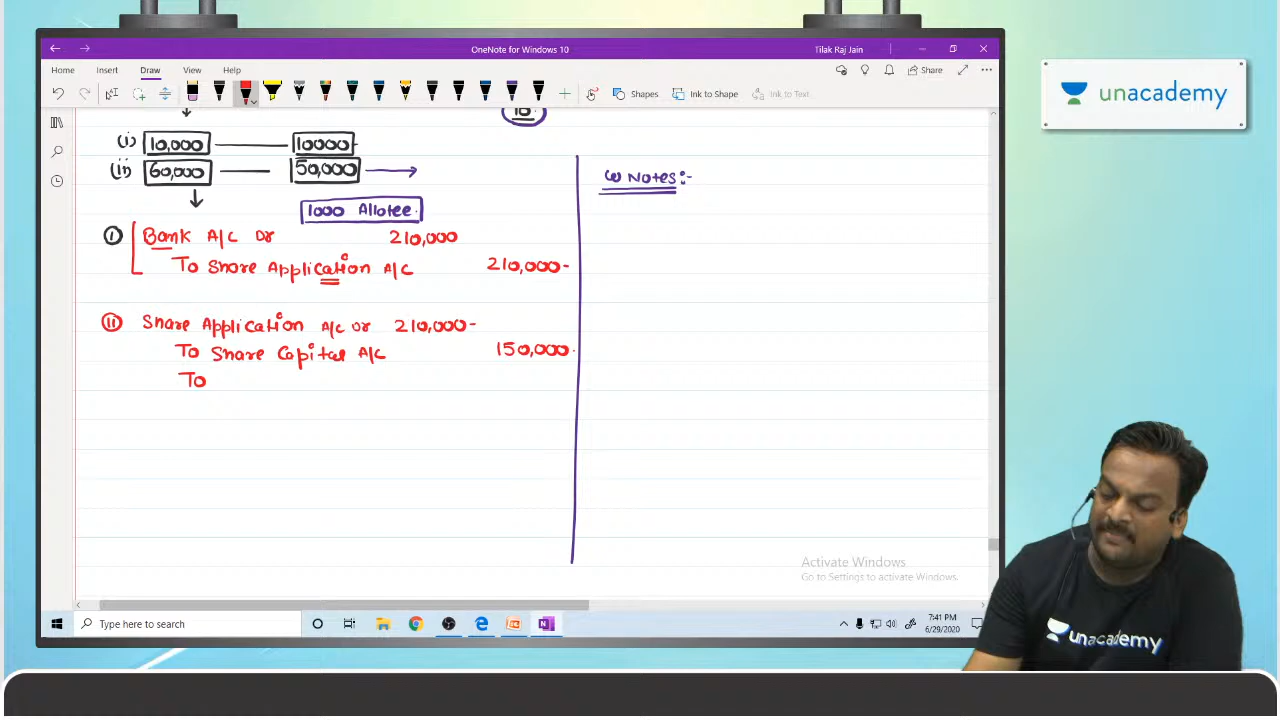 OneNote for Windows 10
Tilak Raj Jain
Home Insert Draw View Help
Share
Shapes
Ink to Shape
Ink to Text
unacademy
(i) 10,000 10000
(ii) 60,000 50,000
1000 Allotee.
W Notes:-
(I) Bank A/C Dr 210,000
To Share Application A/C 210,000-
(II) Share Application A/C Dr 210,000-
To Share Capital A/C 150,000.
To
Activate Windows
Go to Settings to activate Windows.
Type here to search
7:41 PM
6/29/2020
unacademy